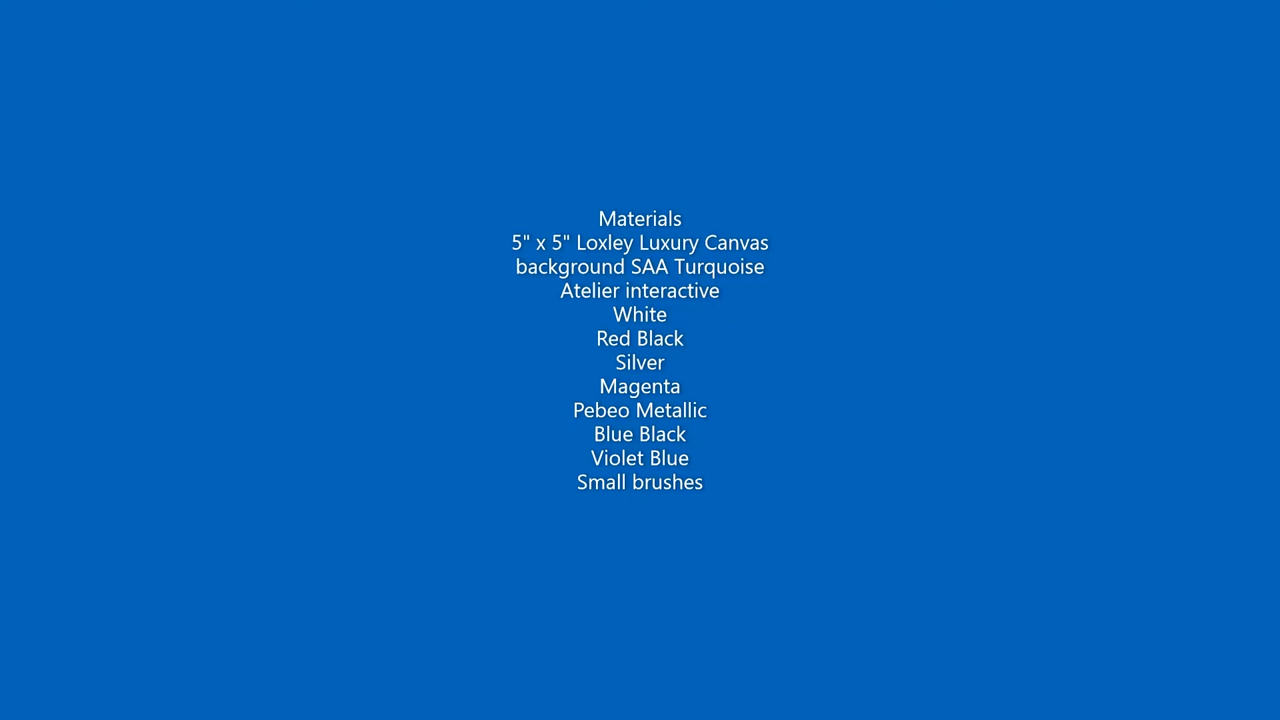 Materials
5" x 5" Loxley Luxury Canvas
background SAA Turquoise
Atelier interactive
White
Red Black
Silver
Magenta
Pebeo Metallic
Blue Black
Violet Blue
Small brushes